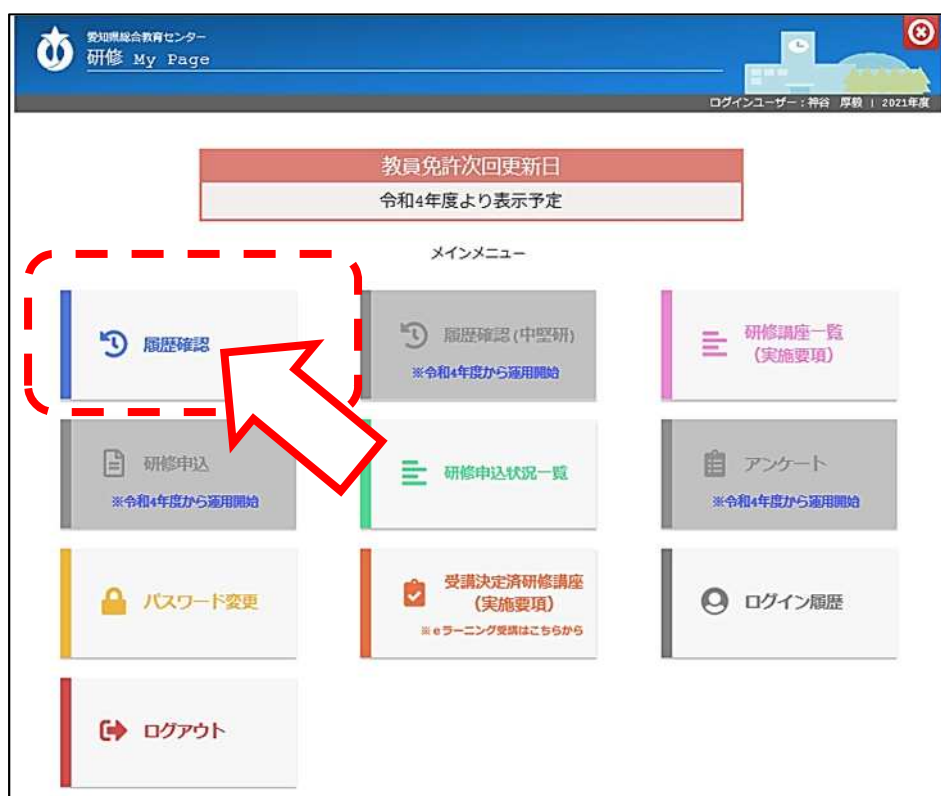 愛知県総合教育センター
研修 My Page
ログインユーザー：神谷 厚毅 | 2021年度
教員免許次回更新日
令和4年度より表示予定
メインメニュー
履歴確認
履歴確認(中堅研)
※令和4年度から運用開始
研修講座一覧
（実施要項）
研修申込
※令和4年度から運用開始
研修申込状況一覧
アンケート
※令和4年度から運用開始
パスワード変更
受講決定済研修講座
（実施要項）
※eラーニング受講はこちらから
ログイン履歴
ログアウト